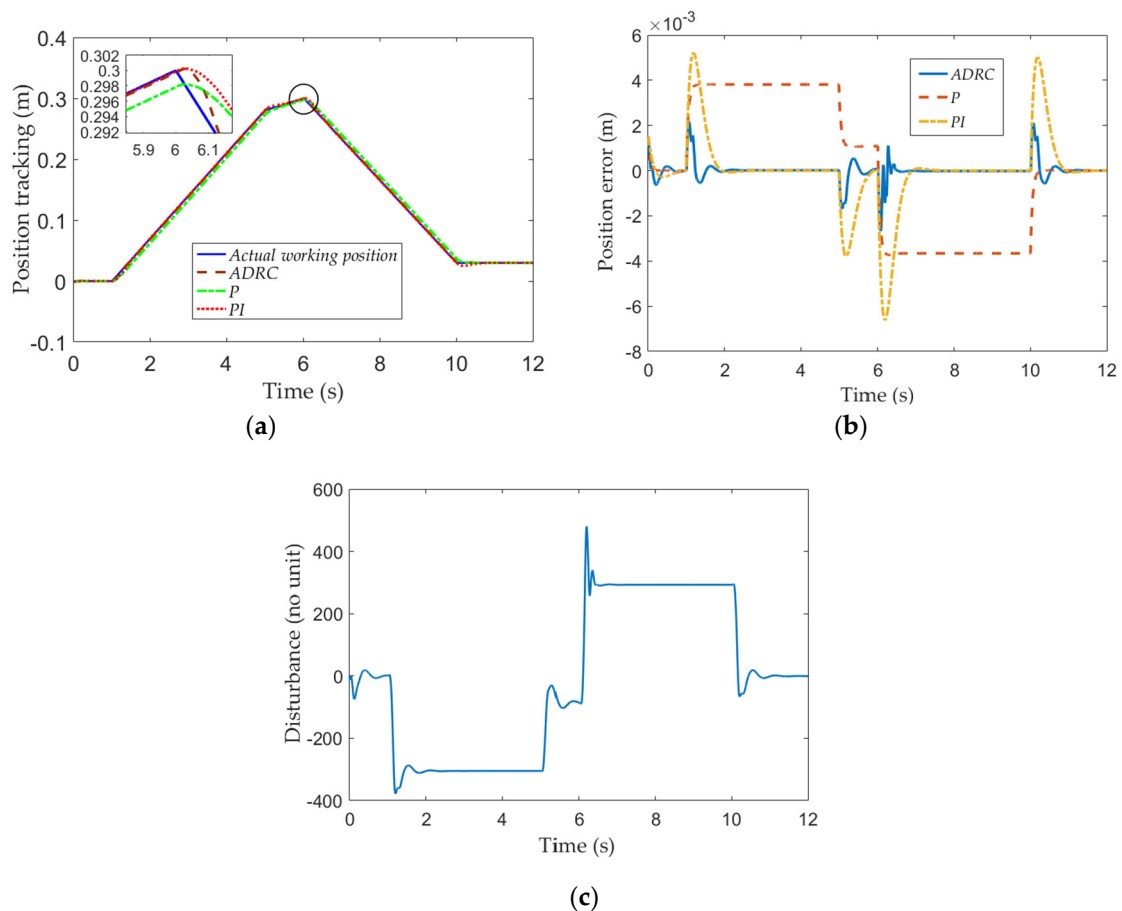 Position tracking (m)
0.4
0.3
0.2
0.1
0
-0.1
0.302
0.3
0.298
0.296
0.294
0.292
5.9 6 6.1
Actual working position
ADRC
P
PI
0 2 4 6 8 10 12
Time (s)
(a)
×10⁻³
Position error (m)
6
4
2
0
-2
-4
-6
-8
ADRC
P
PI
0 2 4 6 8 10 12
Time (s)
(b)
Disturbance (no unit)
600
400
200
0
-200
-400
0 2 4 6 8 10 12
Time (s)
(c)